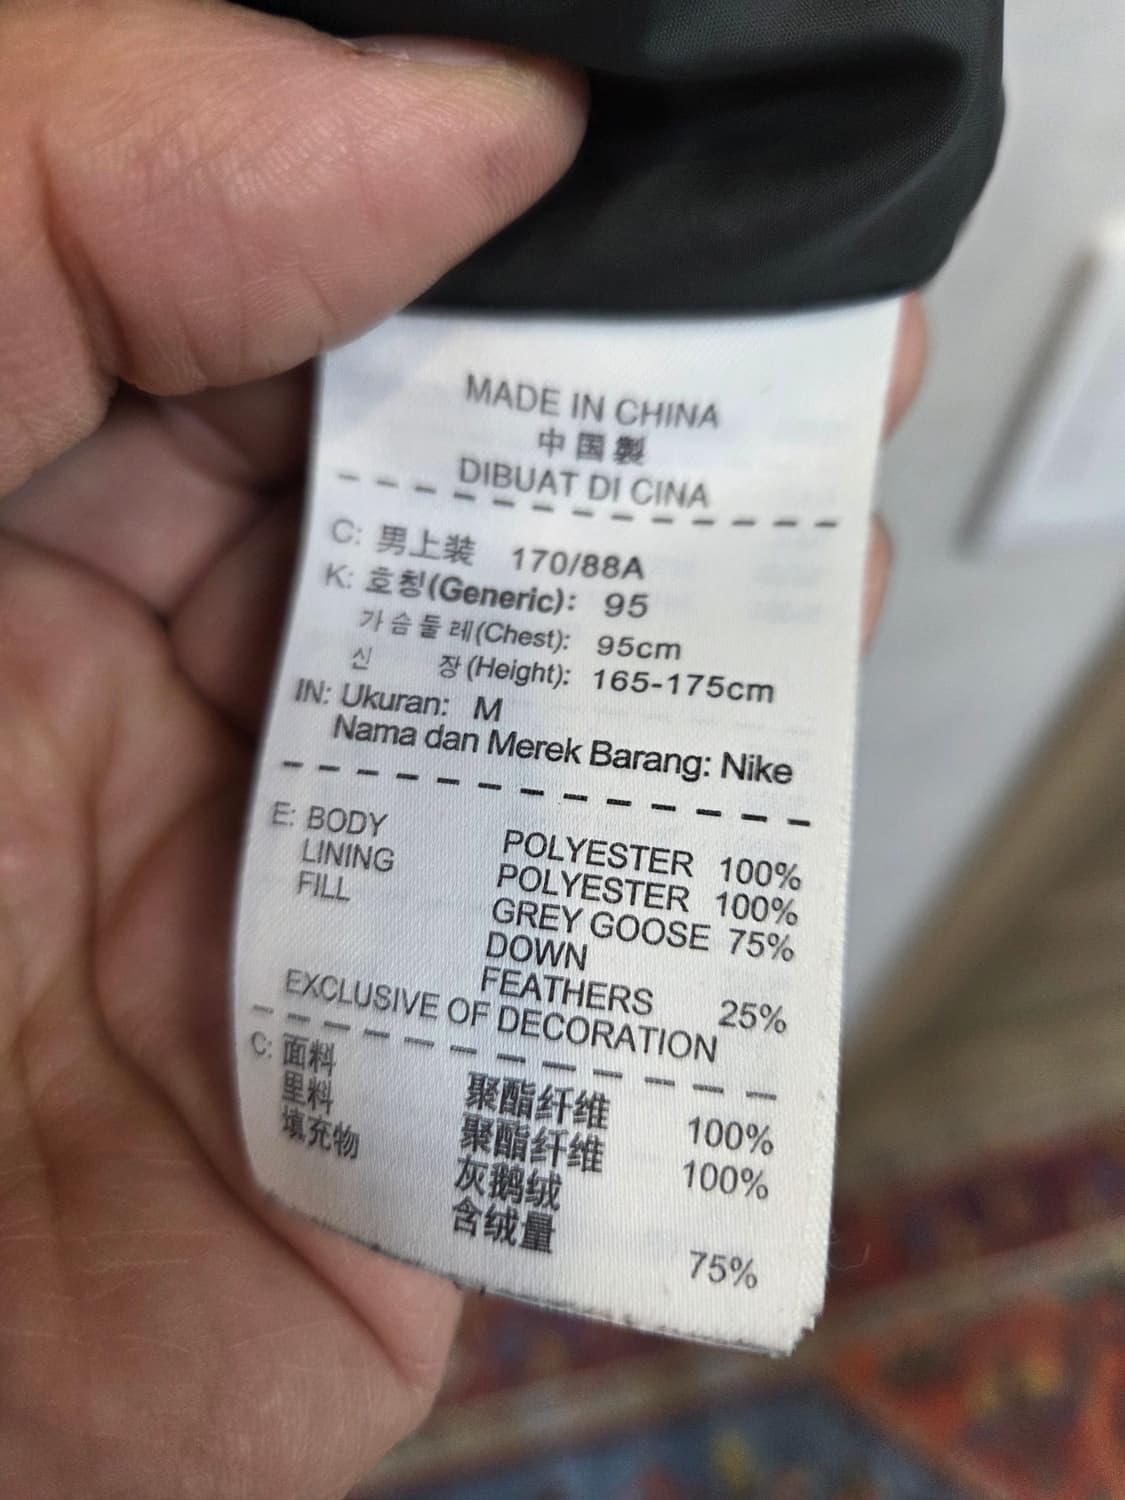 MADE IN CHINA
中国製
DIBUAT DI CINA
C: 男上装 170/88A
K: 호칭(Generic): 95
가슴둘레(Chest): 95cm
신 장(Height): 165-175cm
IN: Ukuran: M
Nama dan Merek Barang: Nike
E: BODY POLYESTER 100%
LINING POLYESTER 100%
FILL GREY GOOSE 75%
DOWN
FEATHERS 25%
EXCLUSIVE OF DECORATION
C: 面料 聚酯纤维 100%
里料 聚酯纤维 100%
填充物 灰鹅绒
含绒量 75%